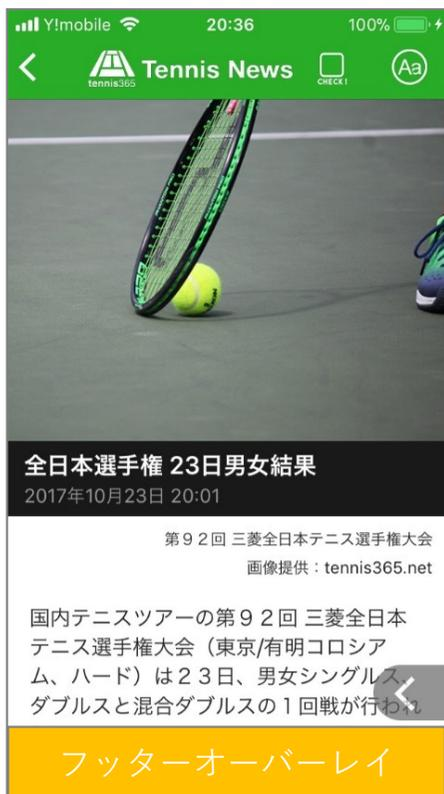 Y!mobile 20:36 100%
tennis365 Tennis News CHECK! Aa
全日本選手権 23日男女結果
2017年10月23日 20:01
第９２回 三菱全日本テニス選手権大会
画像提供：tennis365.net
国内テニスツアーの第９２回 三菱全日本
テニス選手権大会（東京/有明コロシア
ム、ハード）は２３日、男女シングルス、
ダブルスと混合ダブルスの１回戦が行われ
フッターオーバーレイ